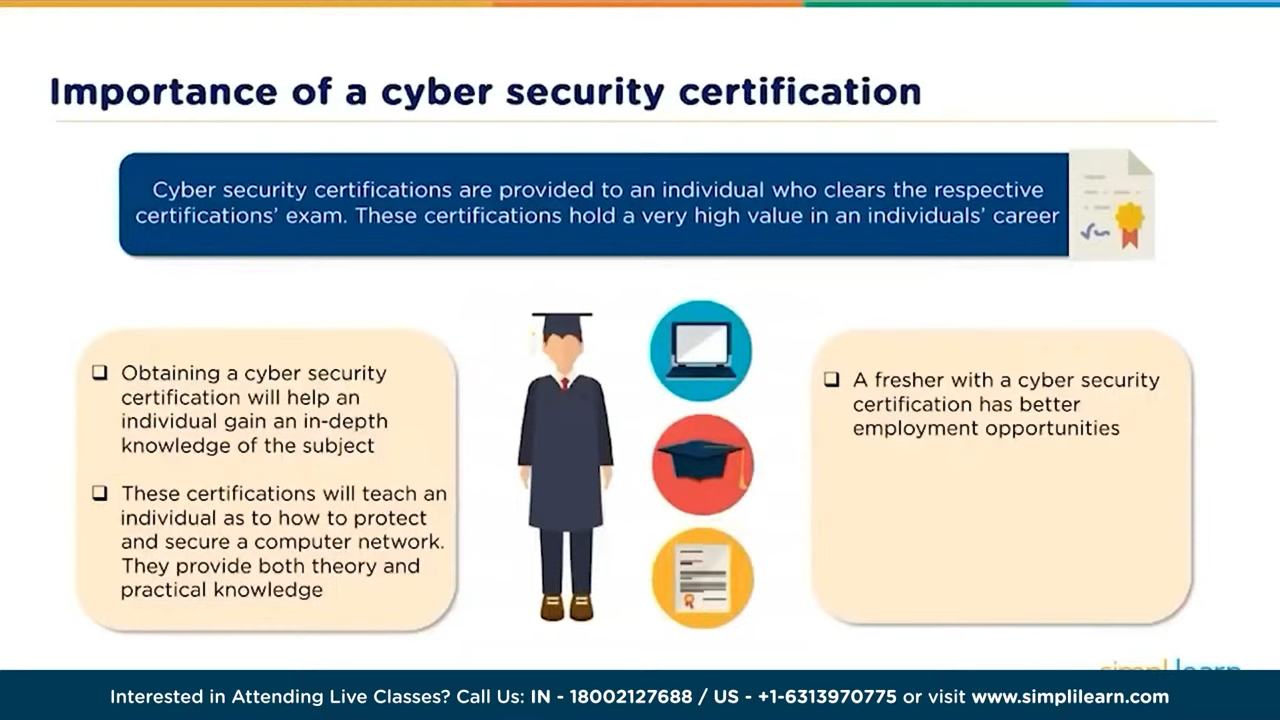 Importance of a cyber security certification
Cyber security certifications are provided to an individual who clears the respective
certifications' exam. These certifications hold a very high value in an individuals' career
Obtaining a cyber security
certification will help an
individual gain an in-depth
knowledge of the subject
These certifications will teach an
individual as to how to protect
and secure a computer network.
They provide both theory and
practical knowledge
A fresher with a cyber security
certification has better
employment opportunities
simplilearn
Interested in Attending Live Classes? Call Us: IN - 18002127688 / US - +1-6313970775 or visit www.simplilearn.com